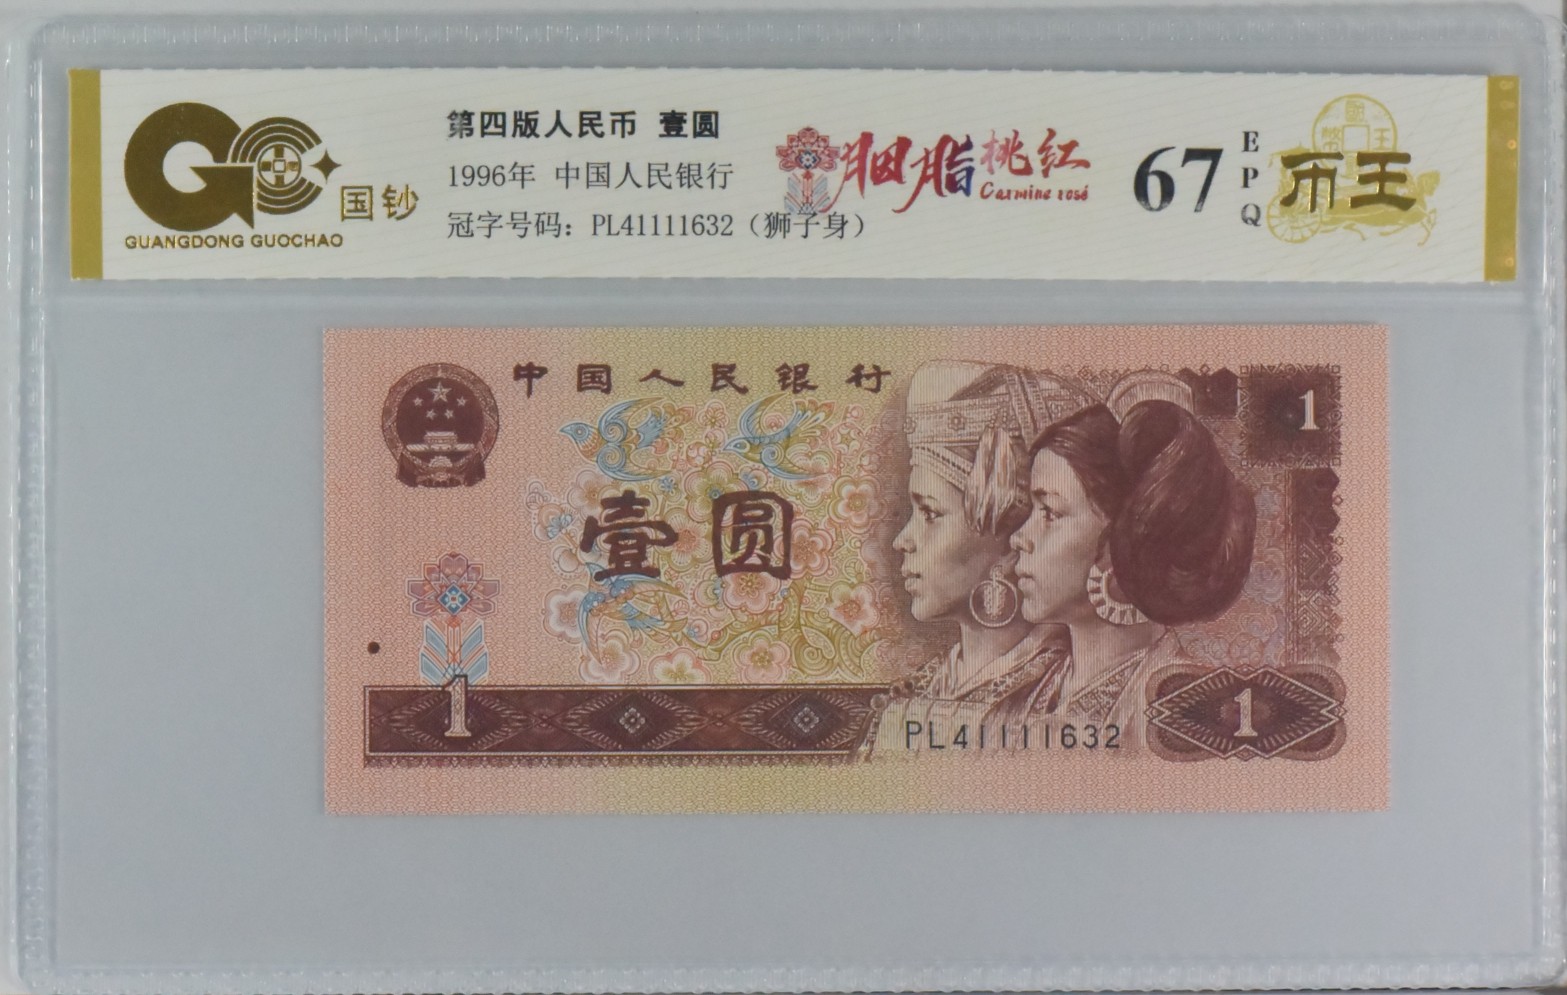 国钞
GUANGDONG GUOCHAO
第四版人民币 壹圆
1996年 中国人民银行
冠字号码：PL41111632（狮子身）
胭脂桃红
Carmine rosé
67
EPQ
币王
中国人民银行
1
壹圆
1
PL41111632
1